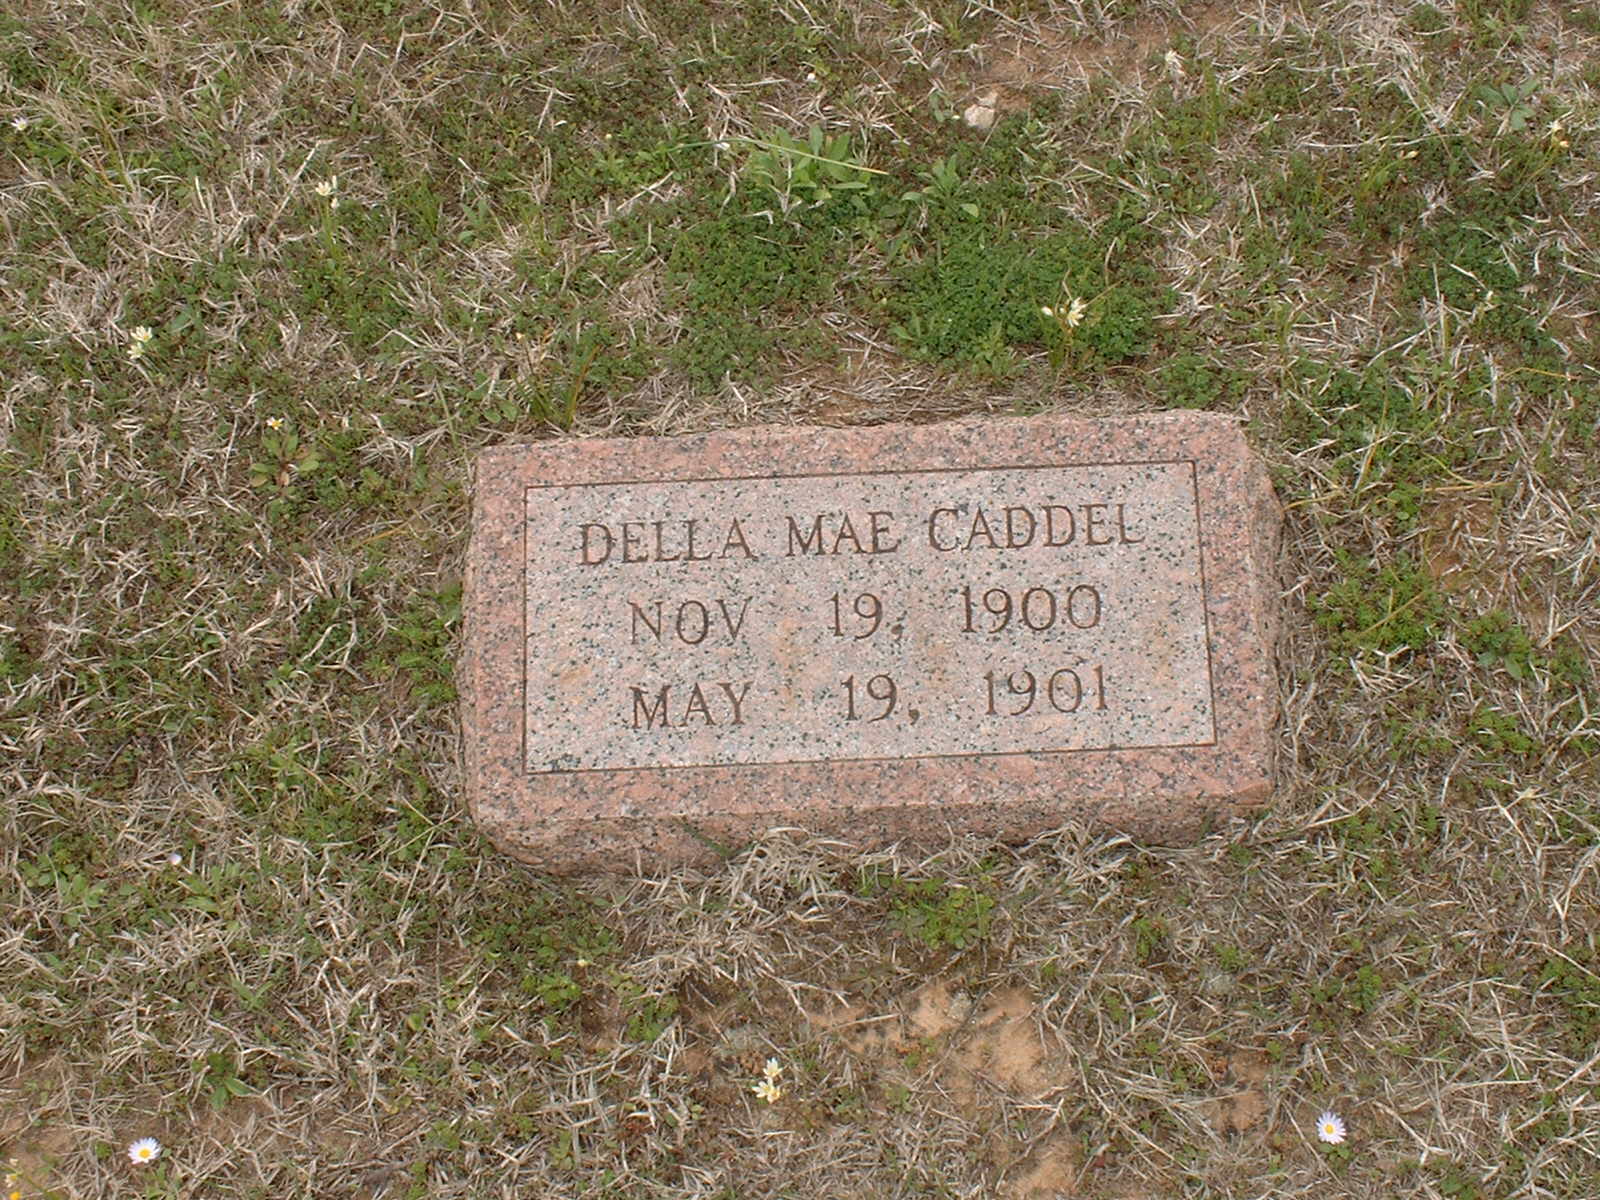 DELLA MAE CADDEL
NOV 19, 1900
MAY 19, 1901